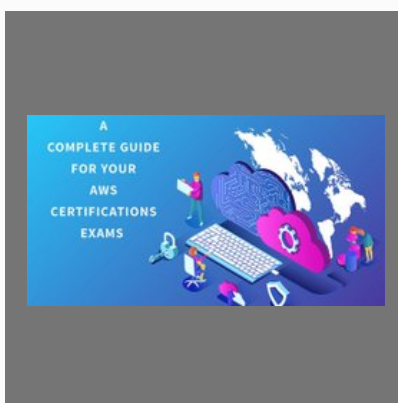 A
COMPLETE GUIDE
FOR YOUR
AWS
CERTIFICATIONS
EXAMS